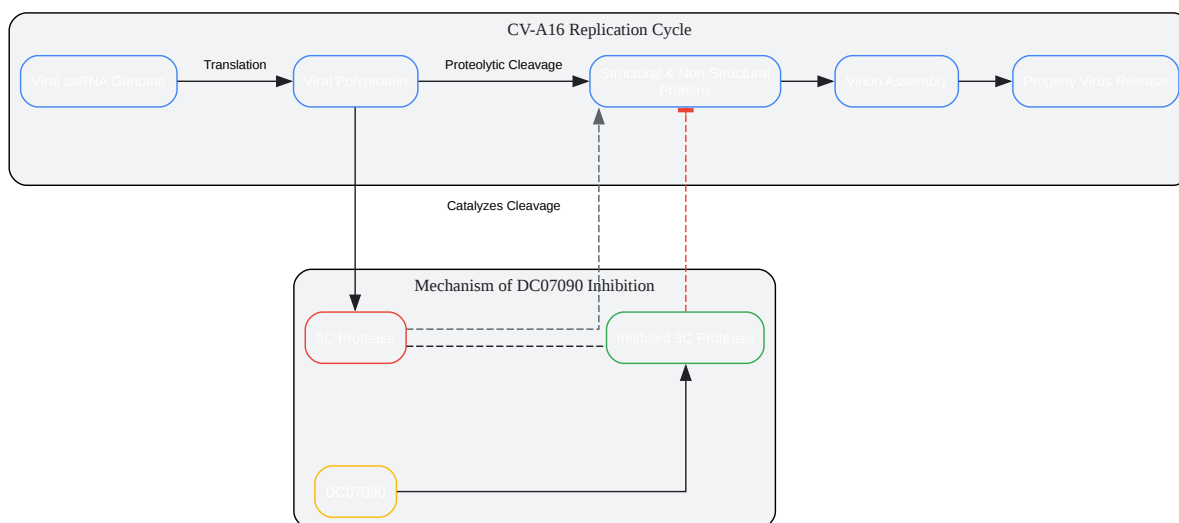 CV-A16 Replication Cycle
Viral ssRNA Genome
Translation
Viral Polyprotein
Proteolytic Cleavage
Structural & Non-Structural
Proteins
Virion Assembly
Progeny Virus Release
Catalyzes Cleavage
Mechanism of DC07090 Inhibition
3C Protease
Inhibited 3C Protease
DC07090